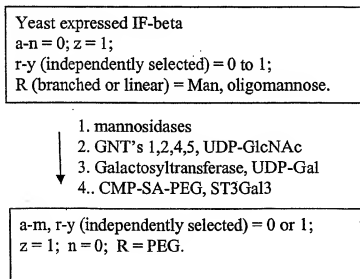 Yeast expressed IF-beta
a-n = 0; z = 1;
r-y (independently selected) = 0 to 1;
R (branched or linear) = Man, oligomannose.
1. mannosidases
2. GNT's 1,2,4,5, UDP-GlcNAc
3. Galactosyltransferase, UDP-Gal
4.. CMP-SA-PEG, ST3Gal3
a-m, r-y (independently selected) = 0 or 1;
z = 1; n = 0; R = PEG.